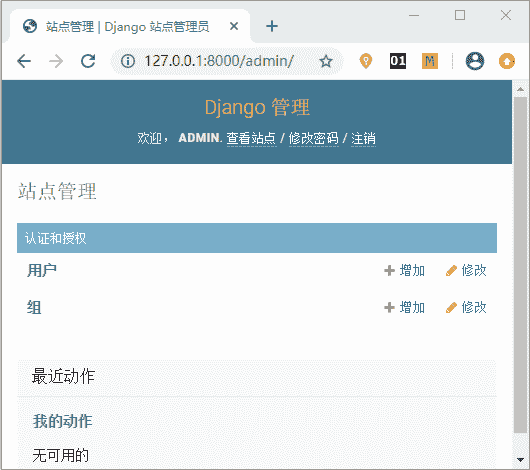 站点管理 | Django 站点管理员
127.0.0.1:8000/admin/
01
M
Django 管理
欢迎， ADMIN. 查看站点 / 修改密码 / 注销
站点管理
认证和授权
用户 增加 修改
组 增加 修改
最近动作
我的动作
无可用的